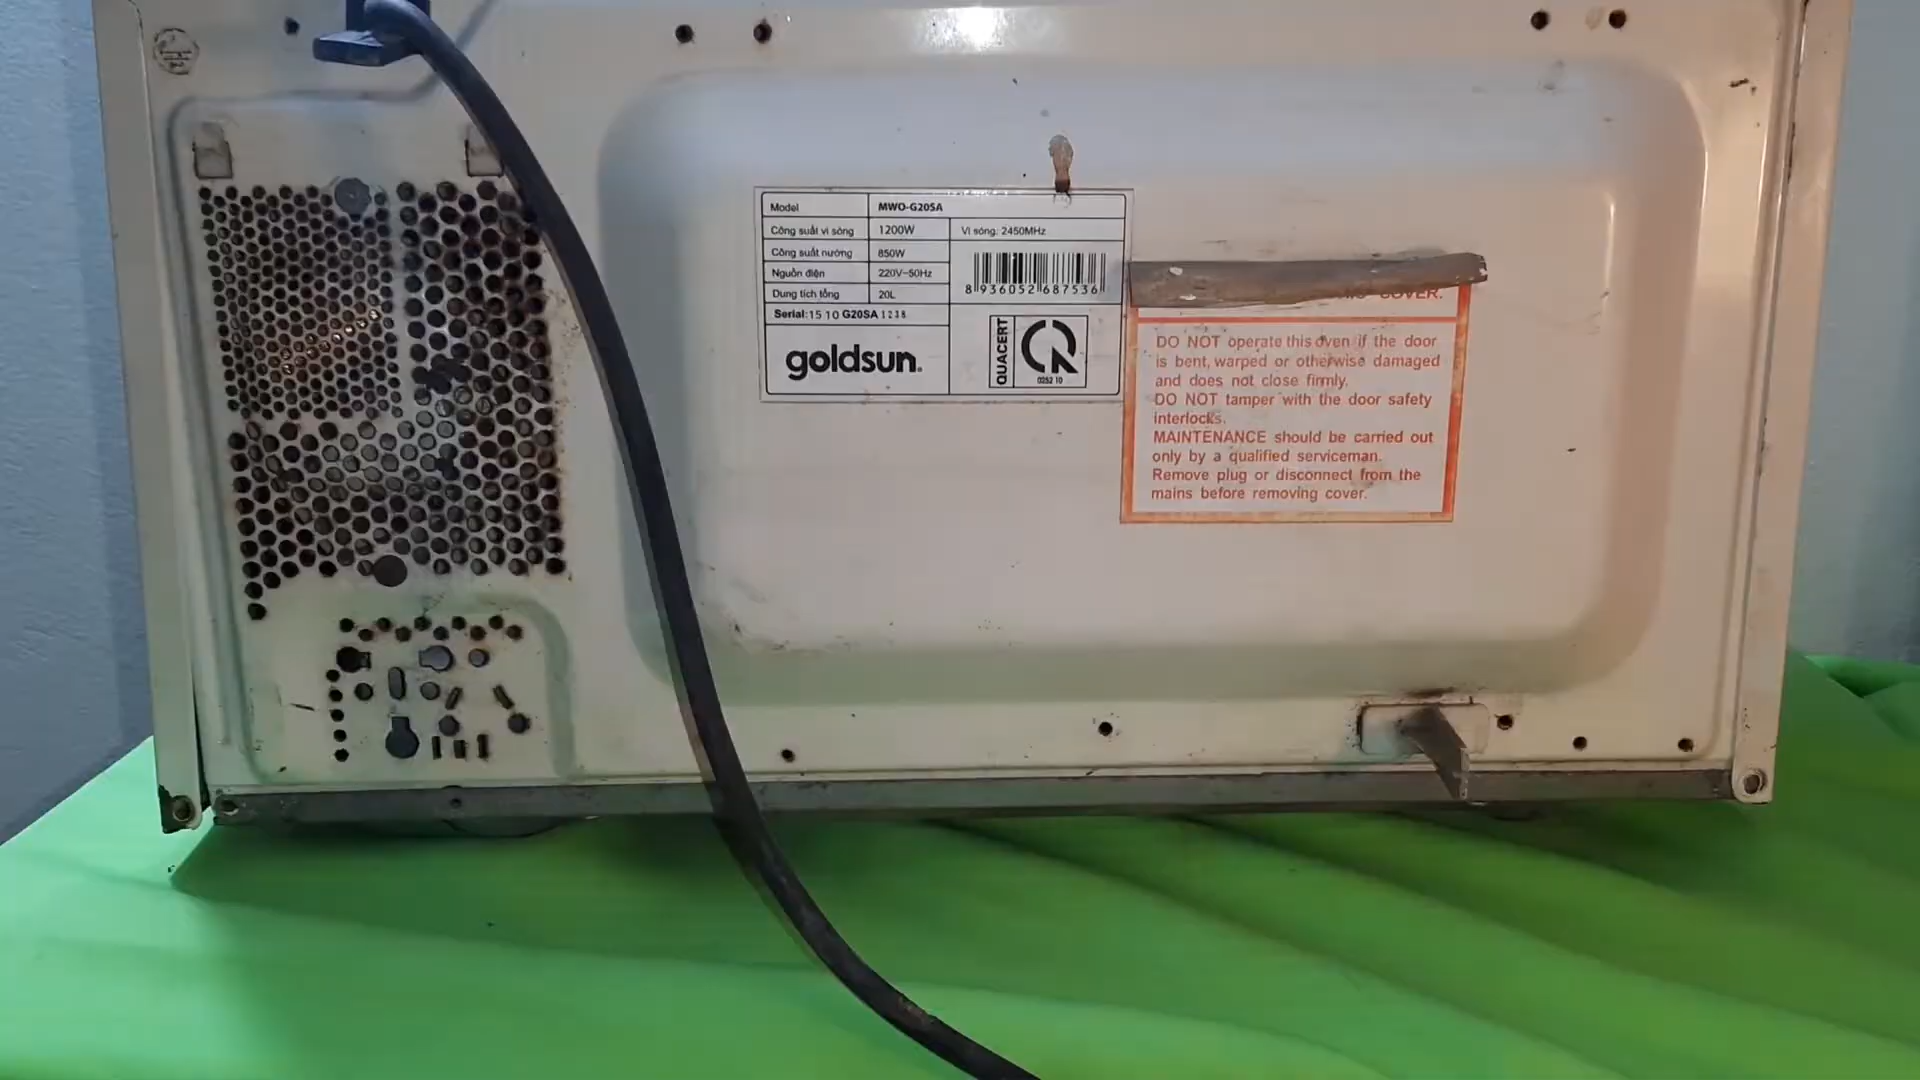 Model MWO-G20SA
Công suất vi sóng 1200W Vi sóng: 2450MHz
Công suất nướng 850W
Nguồn điện 220V~50Hz
Dung tích tổng 20L
8 936052 687536
Serial: 15 10 G20SA 1238
goldsun.
QUACERT
0252 10
COVER.
DO NOT operate this oven if the door
is bent, warped or otherwise damaged
and does not close firmly.
DO NOT tamper with the door safety
interlocks.
MAINTENANCE should be carried out
only by a qualified serviceman.
Remove plug or disconnect from the
mains before removing cover.